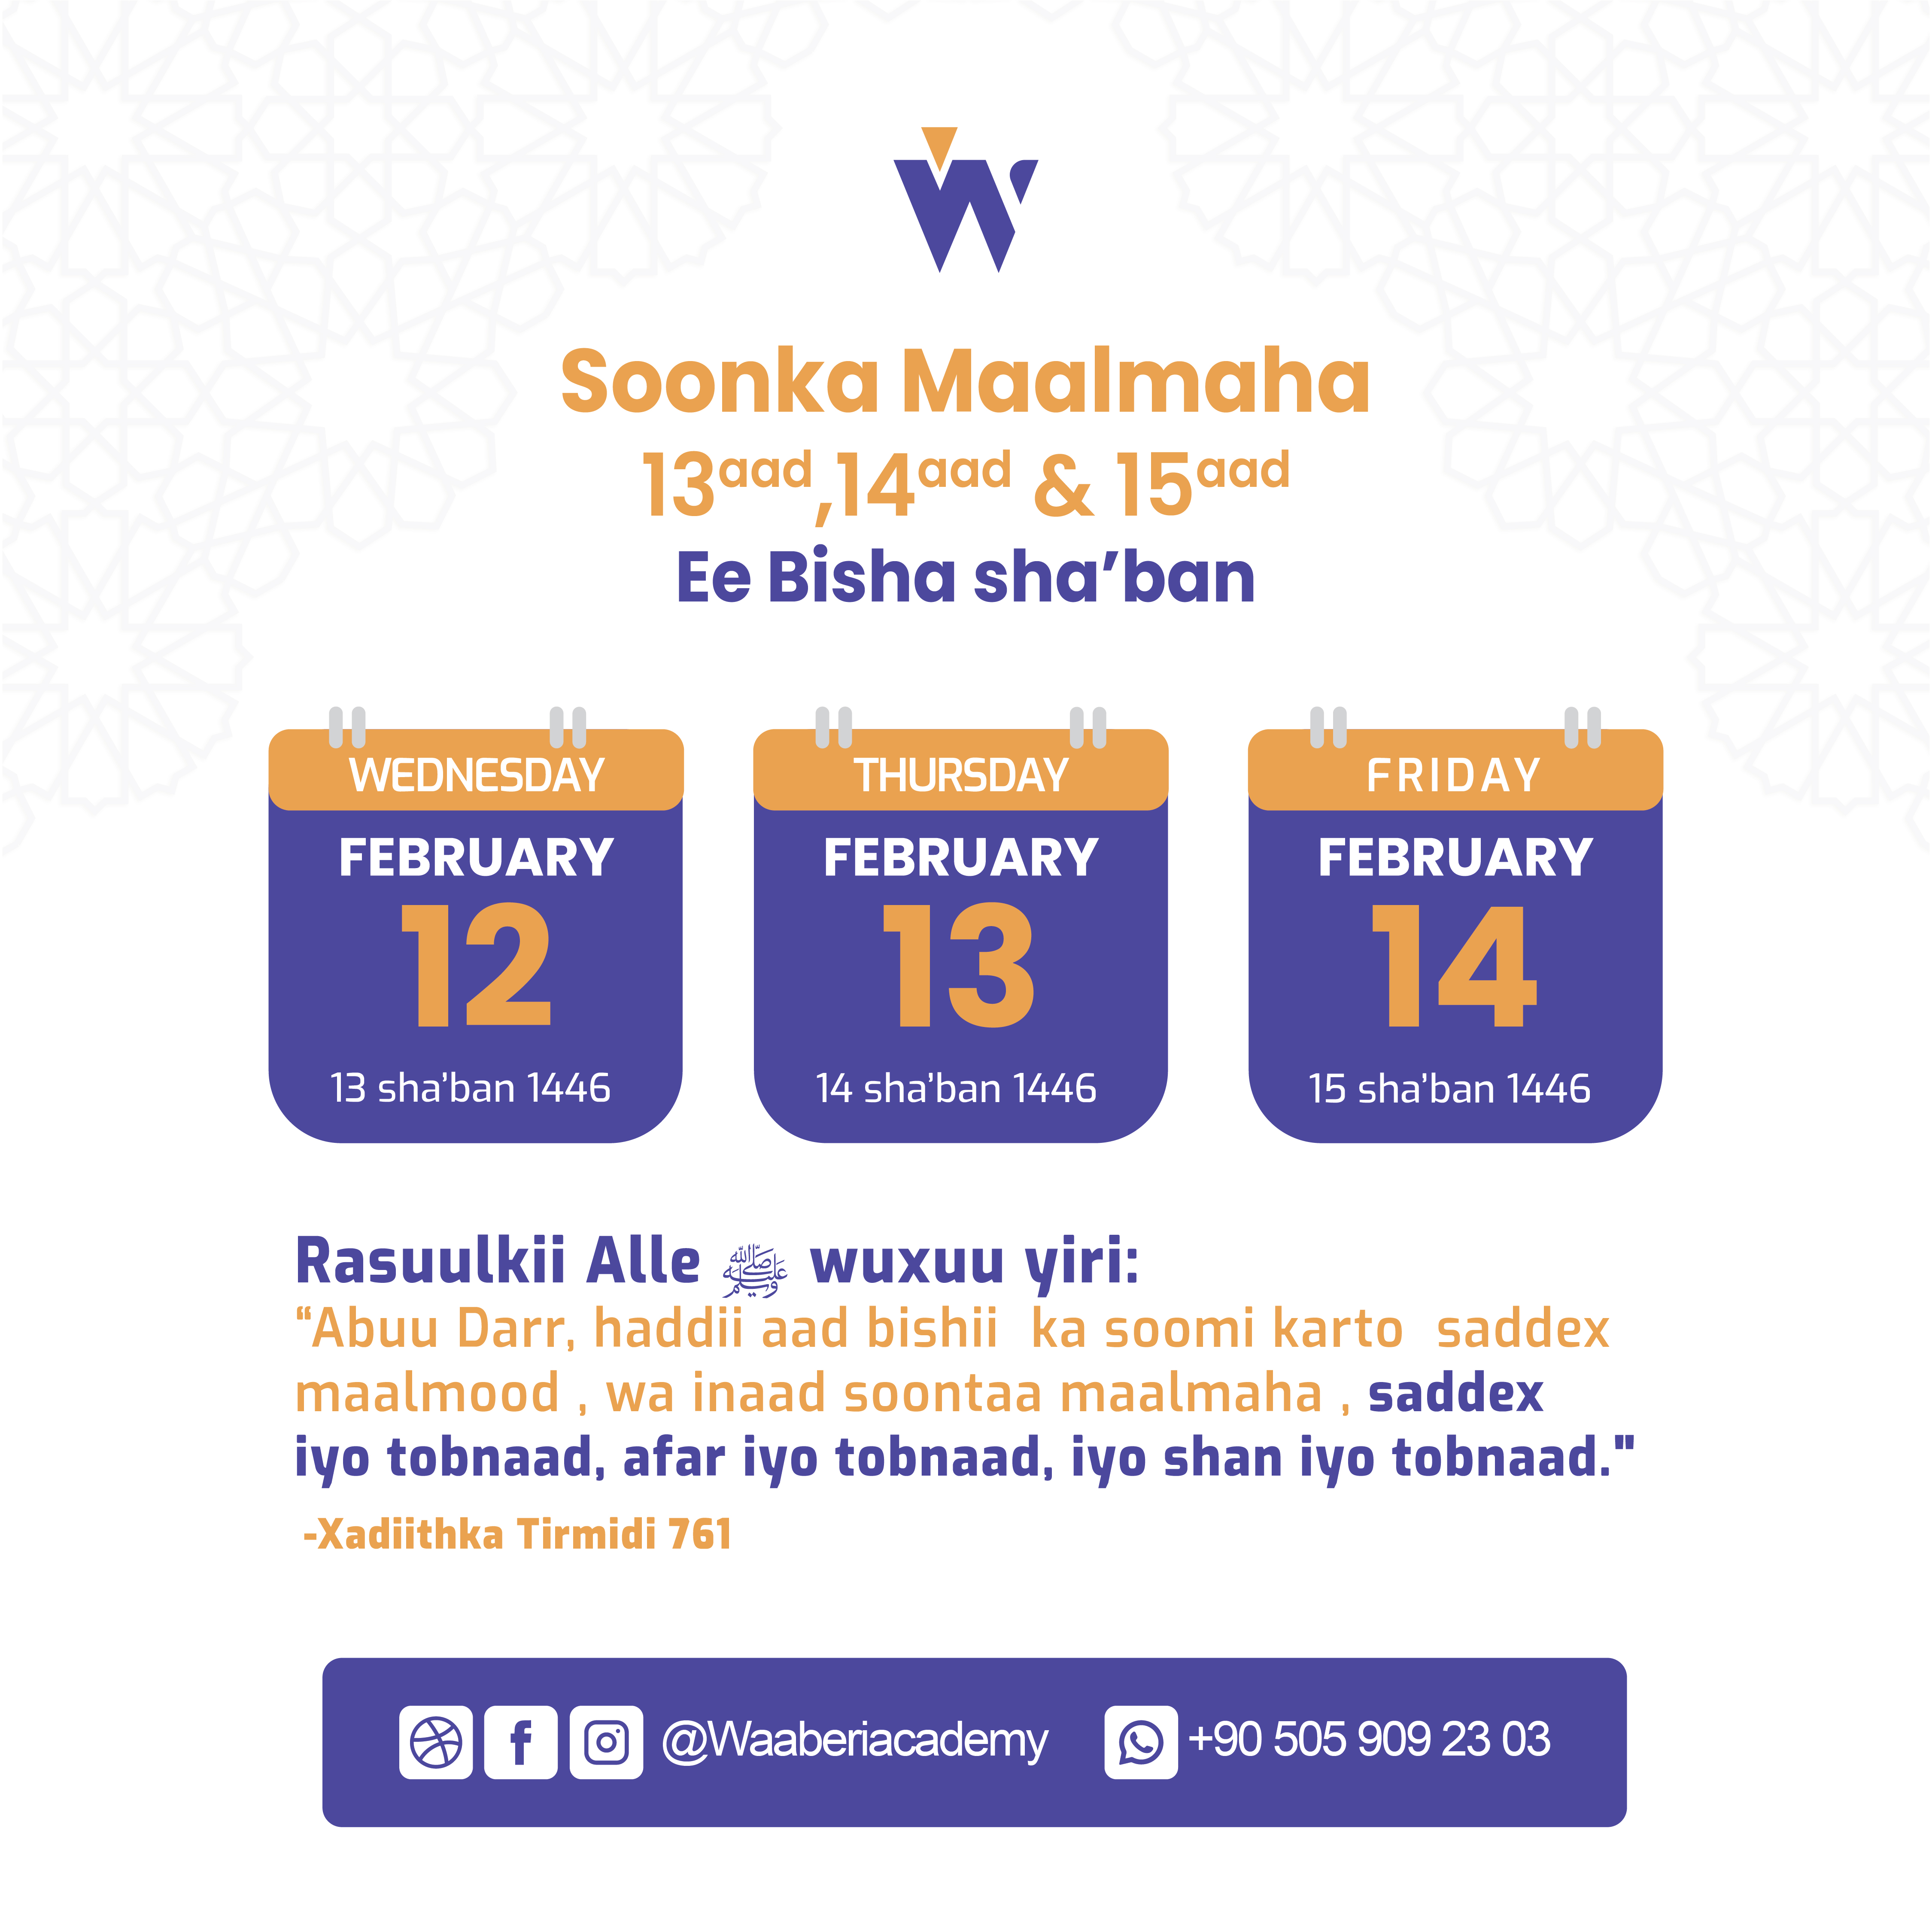 Soonka Maalmaha
13aad,14aad & 15aad
Ee Bisha sha’ban
WEDNESDAY
FEBRUARY
12
13 sha’ban 1446
THURSDAY
FEBRUARY
13
14 sha’ban 1446
FRIDAY
FEBRUARY
14
15 sha’ban 1446
Rasuulkii Alle ﷺ wuxuu yiri:
“Abuu Darr, haddii aad bishii ka soomi karto saddex
maalmood , wa inaad soontaa maalmaha , saddex
iyo tobnaad, afar iyo tobnaad, iyo shan iyo tobnaad."
-Xadiithka Tirmidi 761
@Waaberiacademy
+90 505 909 23 03